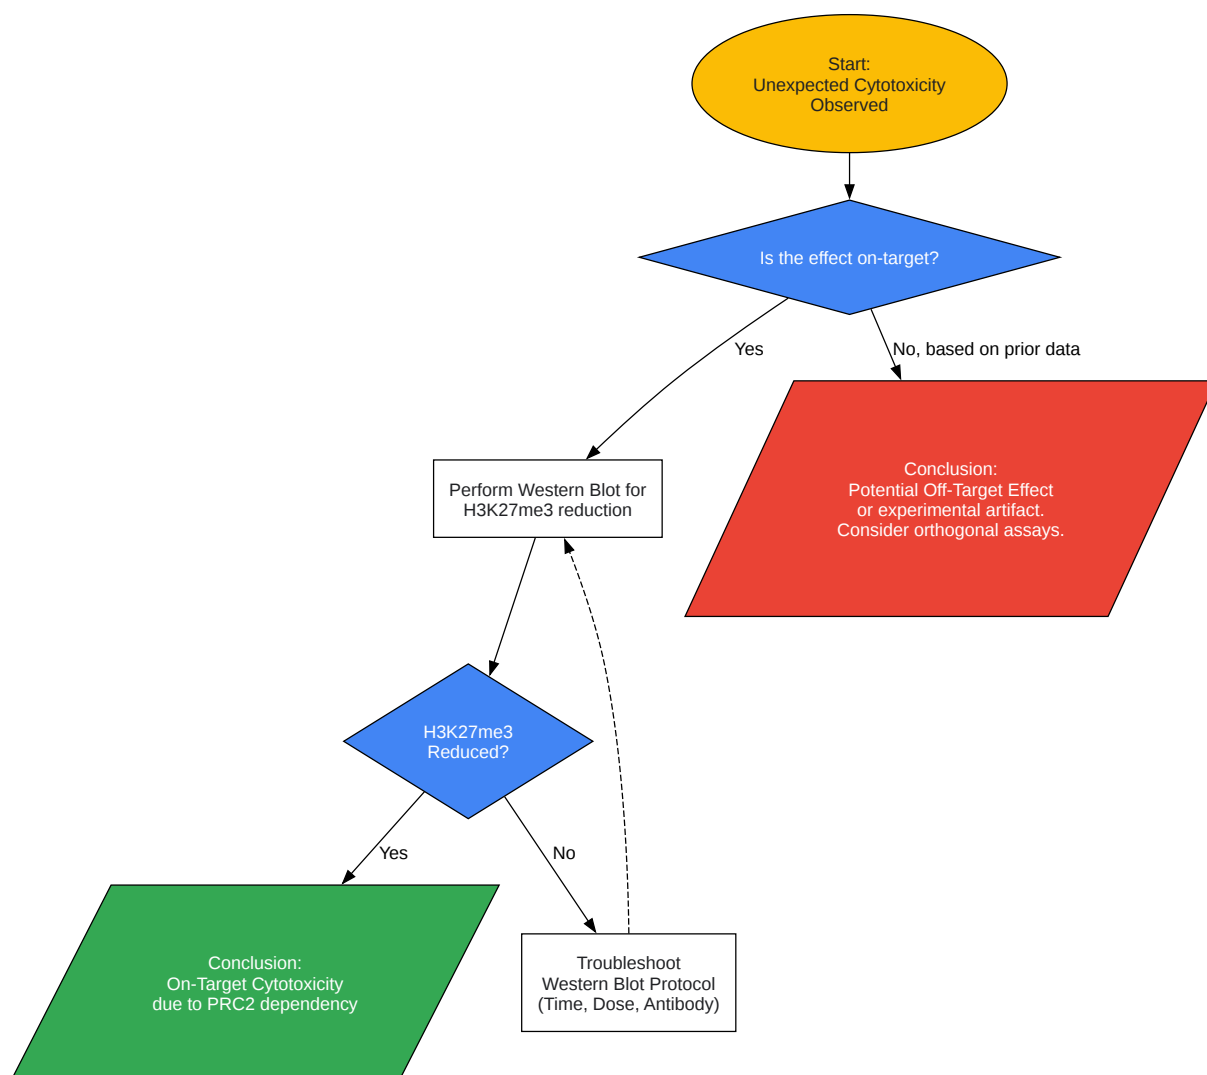 Start:
Unexpected Cytotoxicity
Observed
Is the effect on-target?
Yes
No, based on prior data
Perform Western Blot for
H3K27me3 reduction
Conclusion:
Potential Off-Target Effect
or experimental artifact.
Consider orthogonal assays.
H3K27me3
Reduced?
Yes
No
Conclusion:
On-Target Cytotoxicity
due to PRC2 dependency
Troubleshoot
Western Blot Protocol
(Time, Dose, Antibody)